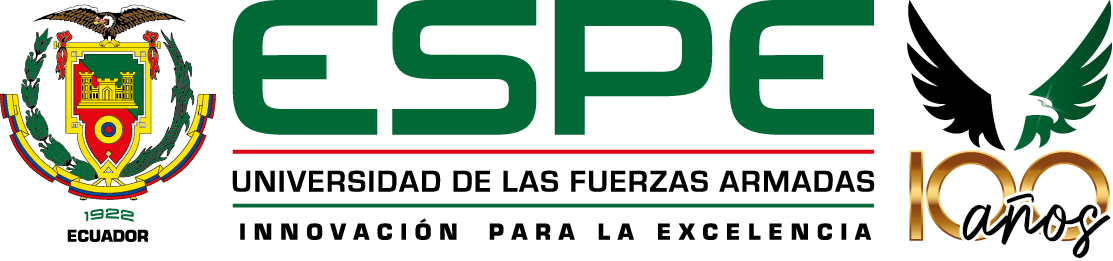 1922
ECUADOR
ESPE
UNIVERSIDAD DE LAS FUERZAS ARMADAS
INNOVACIÓN PARA LA EXCELENCIA
100
años